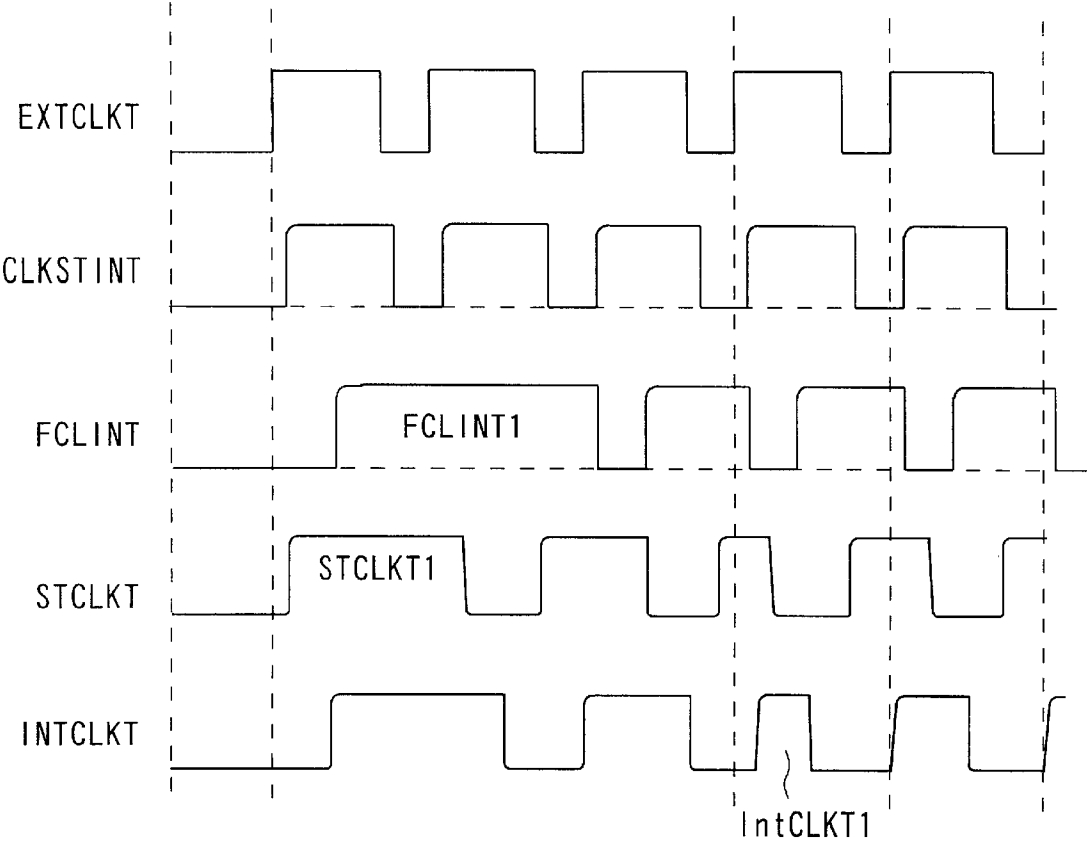 EXTCLKT
CLKSTINT
FCLINT
FCLINT1
STCLKT1
STCLKT
INTCLKT
IntCLKT1